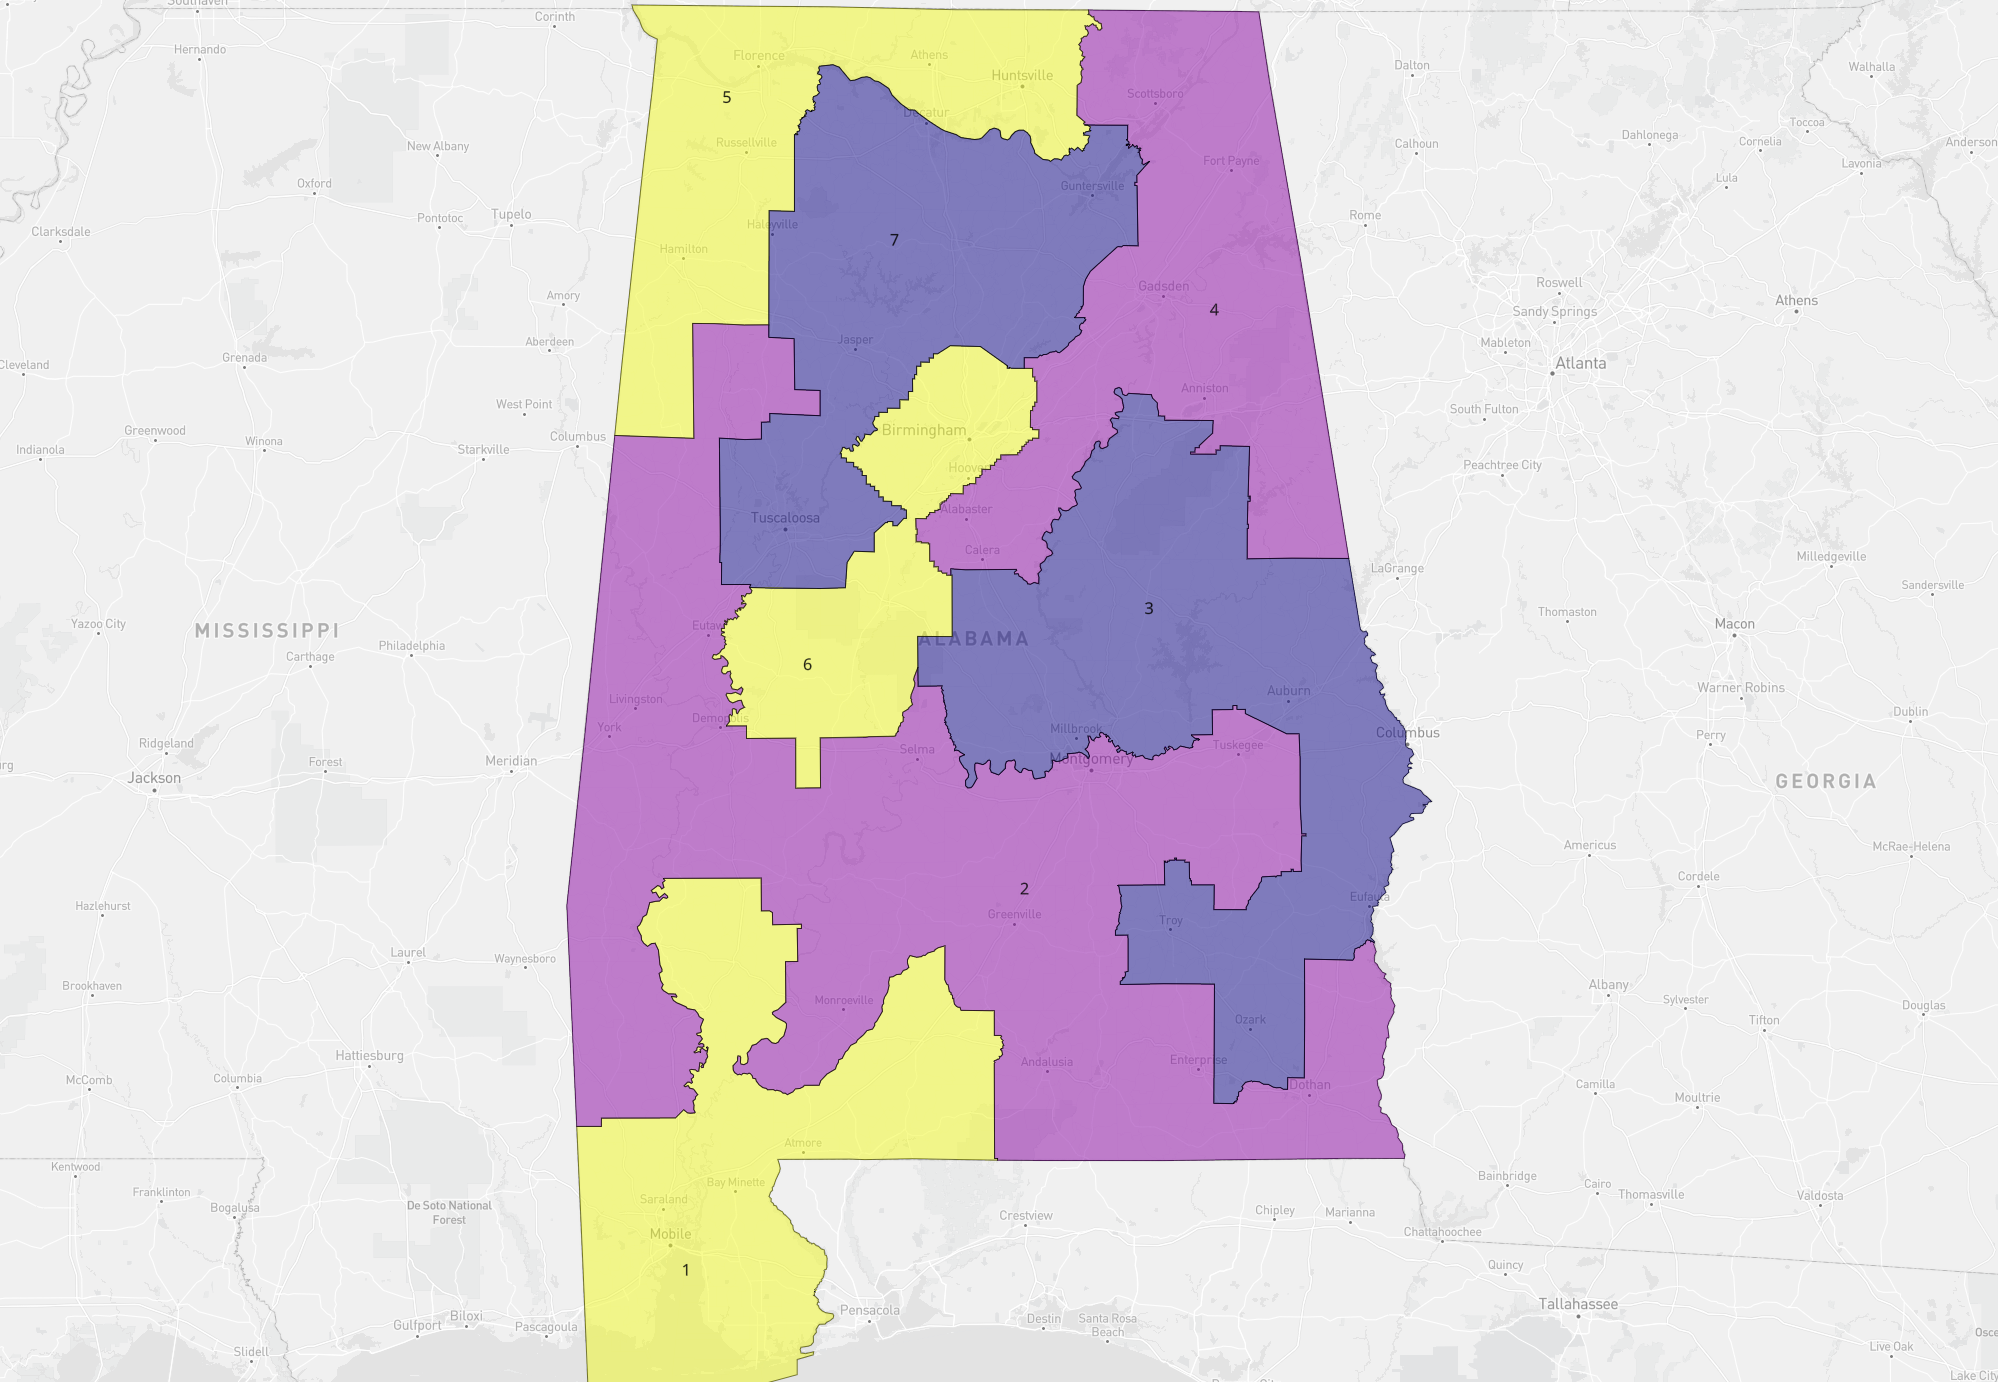 Southaven
Corinth
Hernando
Florence
Athens
Huntsville
Dalton
Walhalla
5
Scottsboro
Decatur
Toccoa
Dahlonega
Cornelia
Anderson
New Albany
Russellville
Calhoun
Fort Payne
Lavonia
Oxford
Guntersville
Lula
Pontotoc
Tupelo
Rome
Clarksdale
Haleyville
7
Hamilton
Gadsden
Roswell
Amory
Athens
4
Sandy Springs
Aberdeen
Jasper
Mableton
Grenada
Cleveland
Atlanta
Anniston
West Point
South Fulton
Greenwood
Birmingham
Winona
Columbus
Indianola
Starkville
Hoover
Peachtree City
Alabaster
Tuscaloosa
Calera
Milledgeville
LaGrange
Sandersville
3
Thomaston
Yazoo City
MISSISSIPPI
Eutaw
Macon
Philadelphia
ALABAMA
Carthage
6
Warner Robins
Livingston
Auburn
Demopolis
Dublin
York
Millbrook
Columbus
Perry
Ridgeland
Selma
Tuskegee
Forest
Meridian
Montgomery
Jackson
GEORGIA
Americus
McRae-Helena
Cordele
2
Eufaula
Hazlehurst
Greenville
Troy
Laurel
Waynesboro
Brookhaven
Albany
Monroeville
Sylvester
Douglas
Ozark
Tifton
Hattiesburg
Andalusia
Enterprise
McComb
Columbia
Dothan
Camilla
Moultrie
Atmore
Kentwood
Bainbridge
Bay Minette
Cairo
Franklinton
Saraland
Thomasville
Valdosta
De Soto National
Forest
Bogalusa
Crestview
Chipley
Marianna
Mobile
Chattahoochee
1
Quincy
Tallahassee
Pensacola
Biloxi
Gulfport
Pascagoula
Destin
Santa Rosa
Beach
Slidell
Live Oak
Lake City